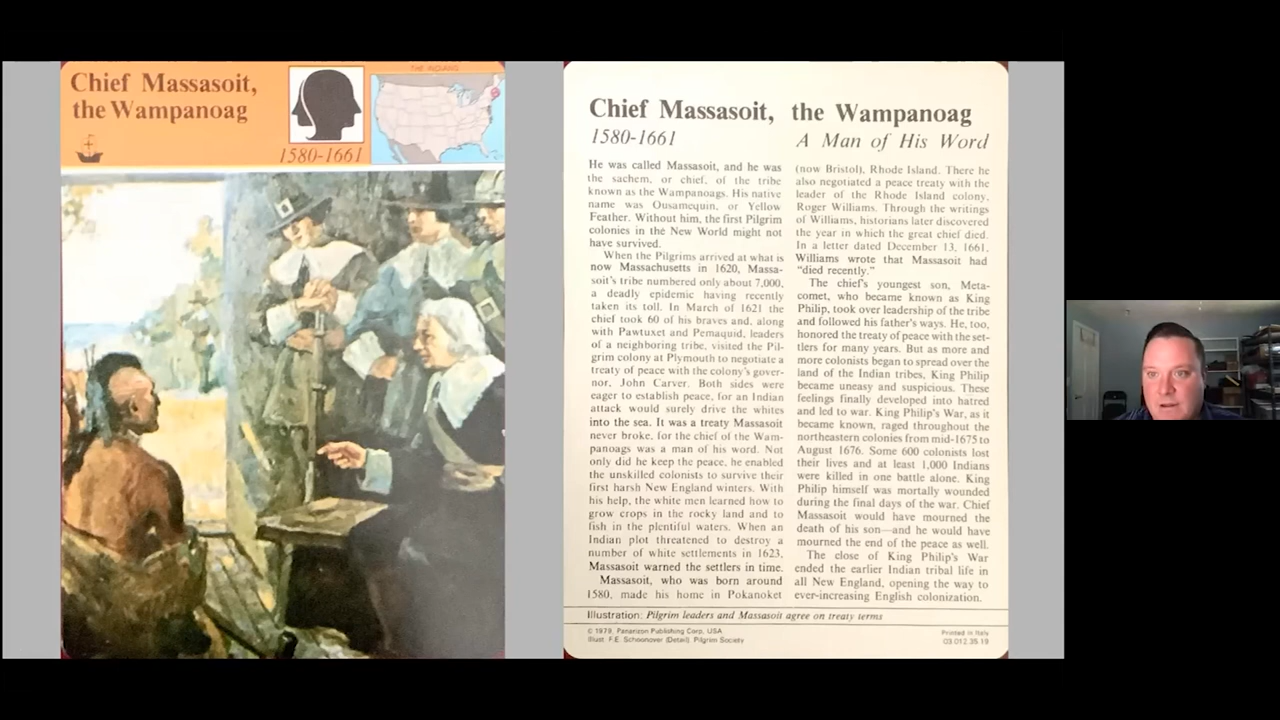 THE INDIANS
Chief Massasoit,
the Wampanoag
1580-1661
Chief Massasoit, the Wampanoag
1580-1661
A Man of His Word
He was called Massasoit, and he was
the sachem, or chief, of the tribe
known as the Wampanoags. His native
name was Ousamequin, or Yellow
Feather. Without him, the first Pilgrim
colonies in the New World might not
have survived.
When the Pilgrims arrived at what is
now Massachusetts in 1620, Massa-
soit's tribe numbered only about 7,000,
a deadly epidemic having recently
taken its toll. In March of 1621 the
chief took 60 of his braves and, along
with Pawtuxet and Pemaquid, leaders
of a neighboring tribe, visited the Pil-
grim colony at Plymouth to negotiate a
treaty of peace with the colony's gover-
nor, John Carver. Both sides were
eager to establish peace, for an Indian
attack would surely drive the whites
into the sea. It was a treaty Massasoit
never broke, for the chief of the Wam-
panoags was a man of his word. Not
only did he keep the peace, he enabled
the unskilled colonists to survive their
first harsh New England winters. With
his help, the white men learned how to
grow crops in the rocky land and to
fish in the plentiful waters. When an
Indian plot threatened to destroy a
number of white settlements in 1623,
Massasoit warned the settlers in time.
Massasoit, who was born around
1580, made his home in Pokanoket
(now Bristol), Rhode Island. There he
also negotiated a peace treaty with the
leader of the Rhode Island colony,
Roger Williams. Through the writings
of Williams, historians later discovered
the year in which the great chief died.
In a letter dated December 13, 1661,
Williams wrote that Massasoit had
"died recently."
The chief's youngest son, Meta-
comet, who became known as King
Philip, took over leadership of the tribe
and followed his father's ways. He, too,
honored the treaty of peace with the set-
tlers for many years. But as more and
more colonists began to spread over the
land of the Indian tribes, King Philip
became uneasy and suspicious. These
feelings finally developed into hatred
and led to war. King Philip's War, as it
became known, raged throughout the
northeastern colonies from mid-1675 to
August 1676. Some 600 colonists lost
their lives and at least 1,000 Indians
were killed in one battle alone. King
Philip himself was mortally wounded
during the final days of the war. Chief
Massasoit would have mourned the
death of his son—and he would have
mourned the end of the peace as well.
The close of King Philip's War
ended the earlier Indian tribal life in
all New England, opening the way to
ever-increasing English colonization.
Illustration: Pilgrim leaders and Massasoit agree on treaty terms
© 1979, Panarizon Publishing Corp. USA
Illust: F.E. Schoonover (Detail). Pilgrim Society
Printed in Italy
03 012 35 19